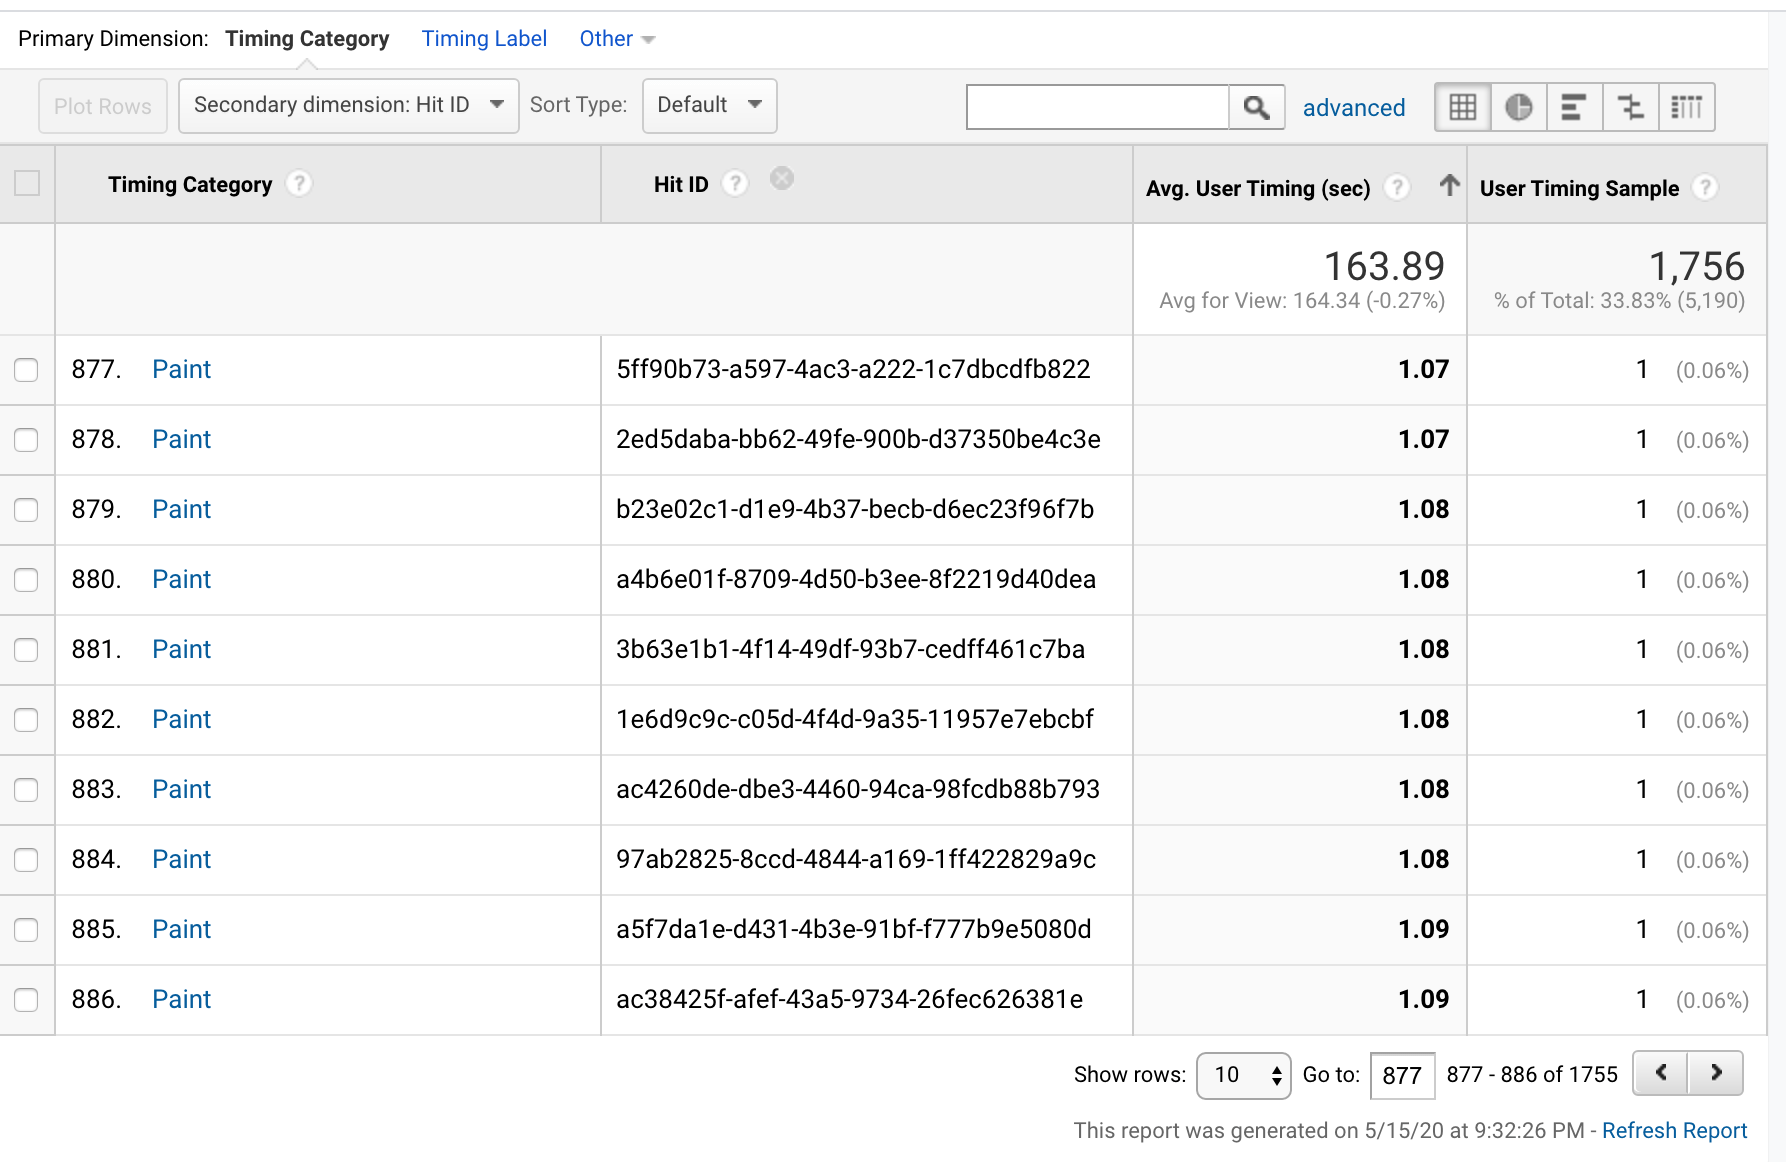 Primary Dimension: Timing Category Timing Label Other
Plot Rows Secondary dimension: Hit ID Sort Type: Default advanced
Timing Category ? Hit ID ? Avg. User Timing (sec) ? User Timing Sample ?
163.89 1,756
Avg for View: 164.34 (-0.27%) % of Total: 33.83% (5,190)
877. Paint 5ff90b73-a597-4ac3-a222-1c7dbcdfb822 1.07 1 (0.06%)
878. Paint 2ed5daba-bb62-49fe-900b-d37350be4c3e 1.07 1 (0.06%)
879. Paint b23e02c1-d1e9-4b37-becb-d6ec23f96f7b 1.08 1 (0.06%)
880. Paint a4b6e01f-8709-4d50-b3ee-8f2219d40dea 1.08 1 (0.06%)
881. Paint 3b63e1b1-4f14-49df-93b7-cedff461c7ba 1.08 1 (0.06%)
882. Paint 1e6d9c9c-c05d-4f4d-9a35-11957e7ebcbf 1.08 1 (0.06%)
883. Paint ac4260de-dbe3-4460-94ca-98fcdb88b793 1.08 1 (0.06%)
884. Paint 97ab2825-8ccd-4844-a169-1ff422829a9c 1.08 1 (0.06%)
885. Paint a5f7da1e-d431-4b3e-91bf-f777b9e5080d 1.09 1 (0.06%)
886. Paint ac38425f-afef-43a5-9734-26fec626381e 1.09 1 (0.06%)
Show rows: 10 Go to: 877 877 - 886 of 1755
This report was generated on 5/15/20 at 9:32:26 PM - Refresh Report